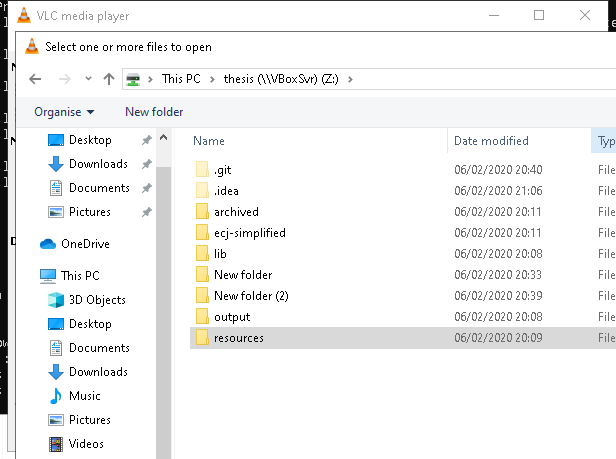 VLC media player
Select one or more files to open
This PC > thesis (\\VBoxSvr) (Z:) >
Organise New folder
Name Date modified Typ
Desktop
Downloads
Documents
Pictures
OneDrive
This PC
3D Objects
Desktop
Documents
Downloads
Music
Pictures
Videos
.git 06/02/2020 20:40 File
.idea 06/02/2020 21:06 File
archived 06/02/2020 20:11 File
ecj-simplified 06/02/2020 20:11 File
lib 06/02/2020 20:08 File
New folder 06/02/2020 20:33 File
New folder (2) 06/02/2020 20:39 File
output 06/02/2020 20:08 File
resources 06/02/2020 20:09 File